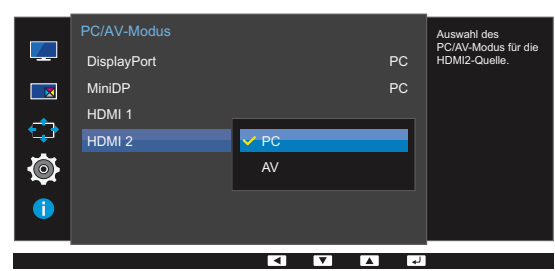 PC/AV-Modus
DisplayPort PC
MiniDP PC
HDMI 1
HDMI 2 PC
AV
Auswahl des
PC/AV-Modus für die
HDMI2-Quelle.